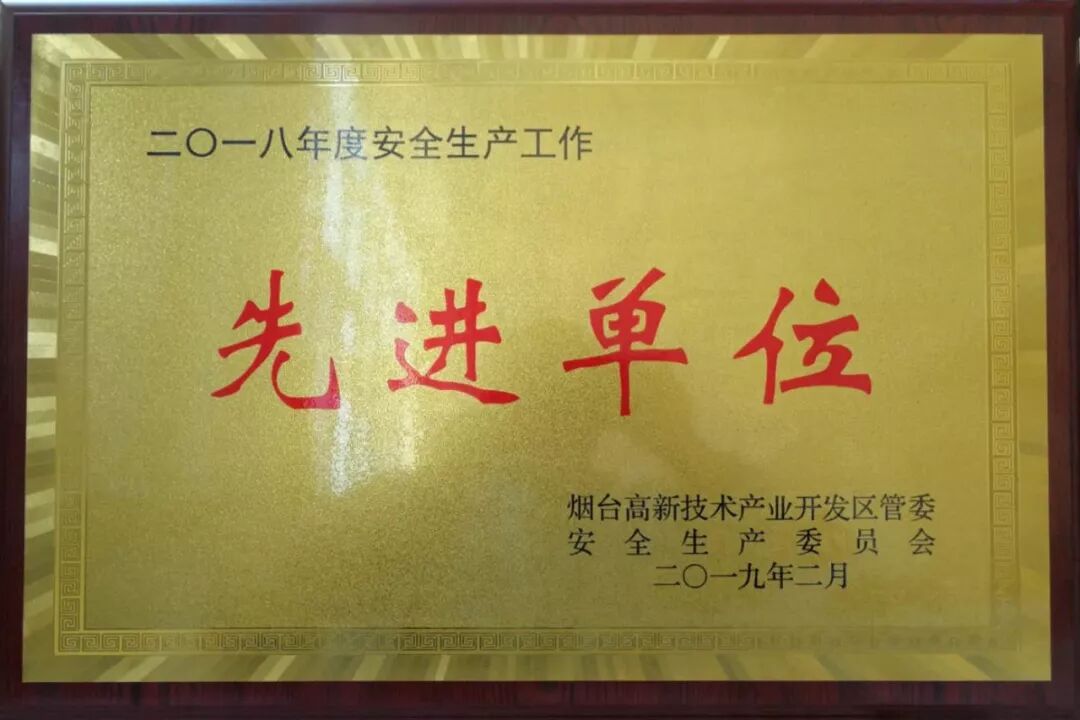 二〇一八年度安全生产工作
先进单位
烟台高新技术产业开发区管委
安全生产委员会
二〇一九年二月